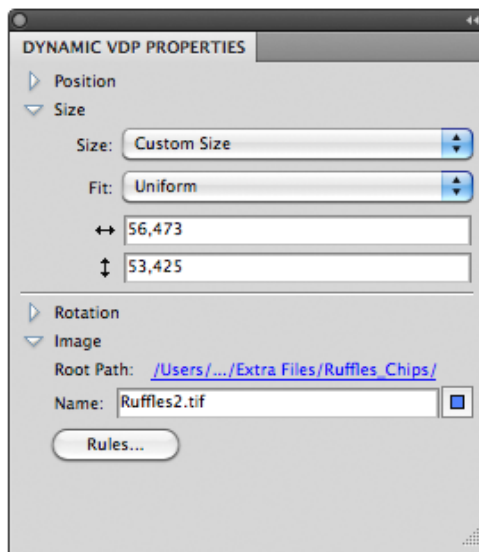 DYNAMIC VDP PROPERTIES
Position
Size
Size: Custom Size
Fit: Uniform
56,473
53,425
Rotation
Image
Root Path: /Users/.../Extra Files/Ruffles_Chips/
Name: Ruffles2.tif
Rules...